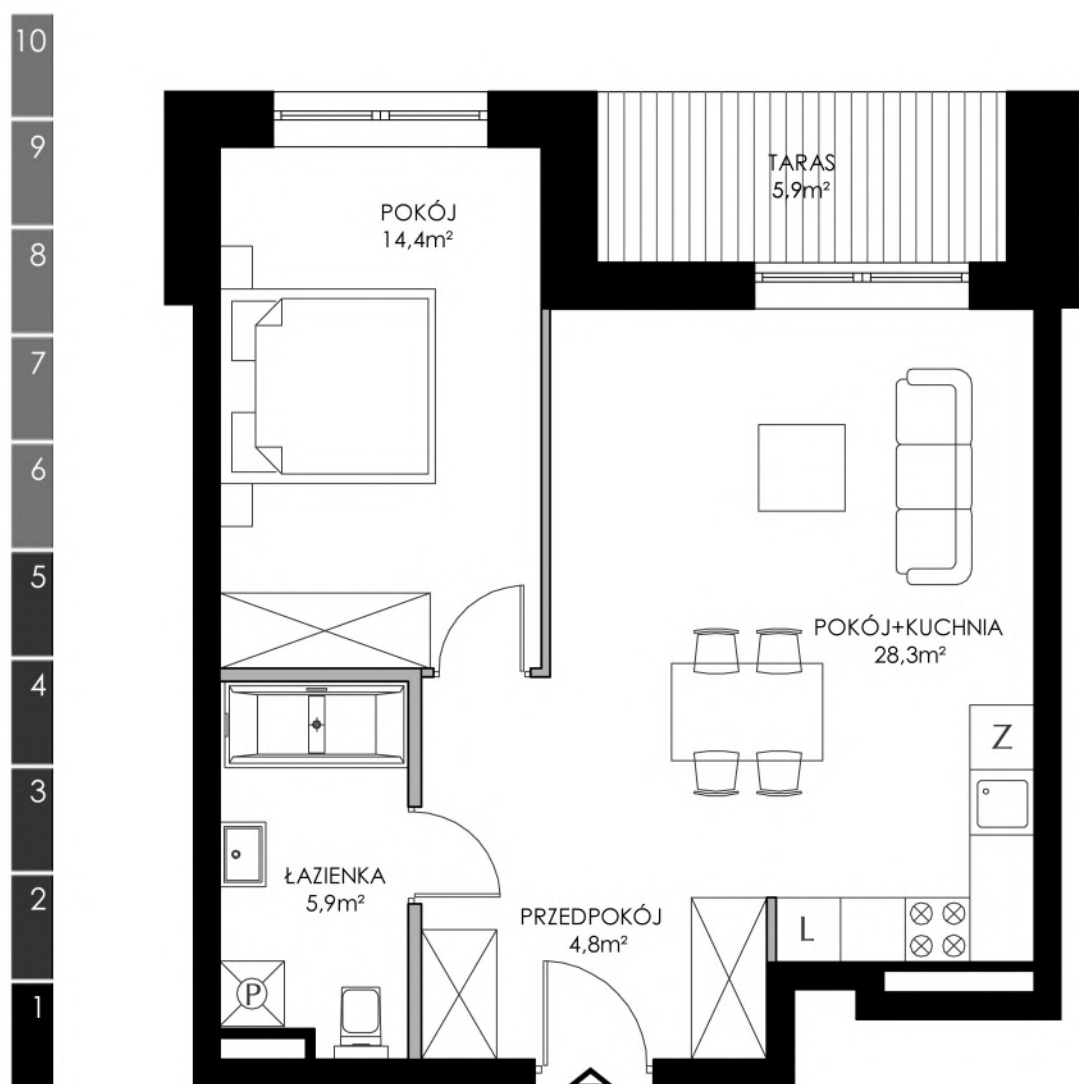 10
9
8
7
6
5
4
3
2
1
TARAS
5,9m²
POKÓJ
14,4m²
POKÓJ+KUCHNIA
28,3m²
Z
ŁAZIENKA
5,9m²
PRZEDPOKÓJ
4,8m²
L
P